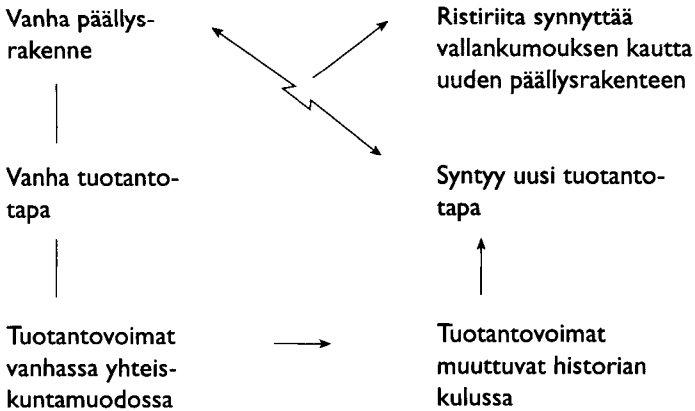 Vanha päällys-
rakenne
Ristiriita synnyttää
vallankumouksen kautta
uuden päällysrakenteen
Vanha tuotanto-
tapa
Syntyy uusi tuotanto-
tapa
Tuotantovoimat
vanhassa yhteis-
kuntamuodossa
Tuotantovoimat
muuttuvat historian
kulussa